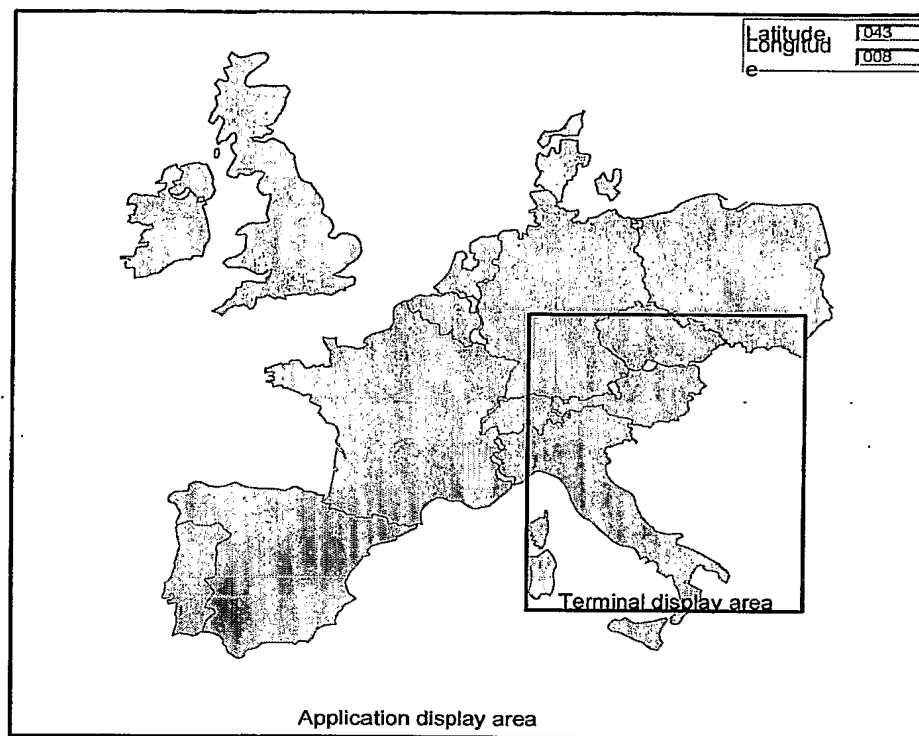 Latitude 043
Longitud
e 008
Terminal display area
Application display area